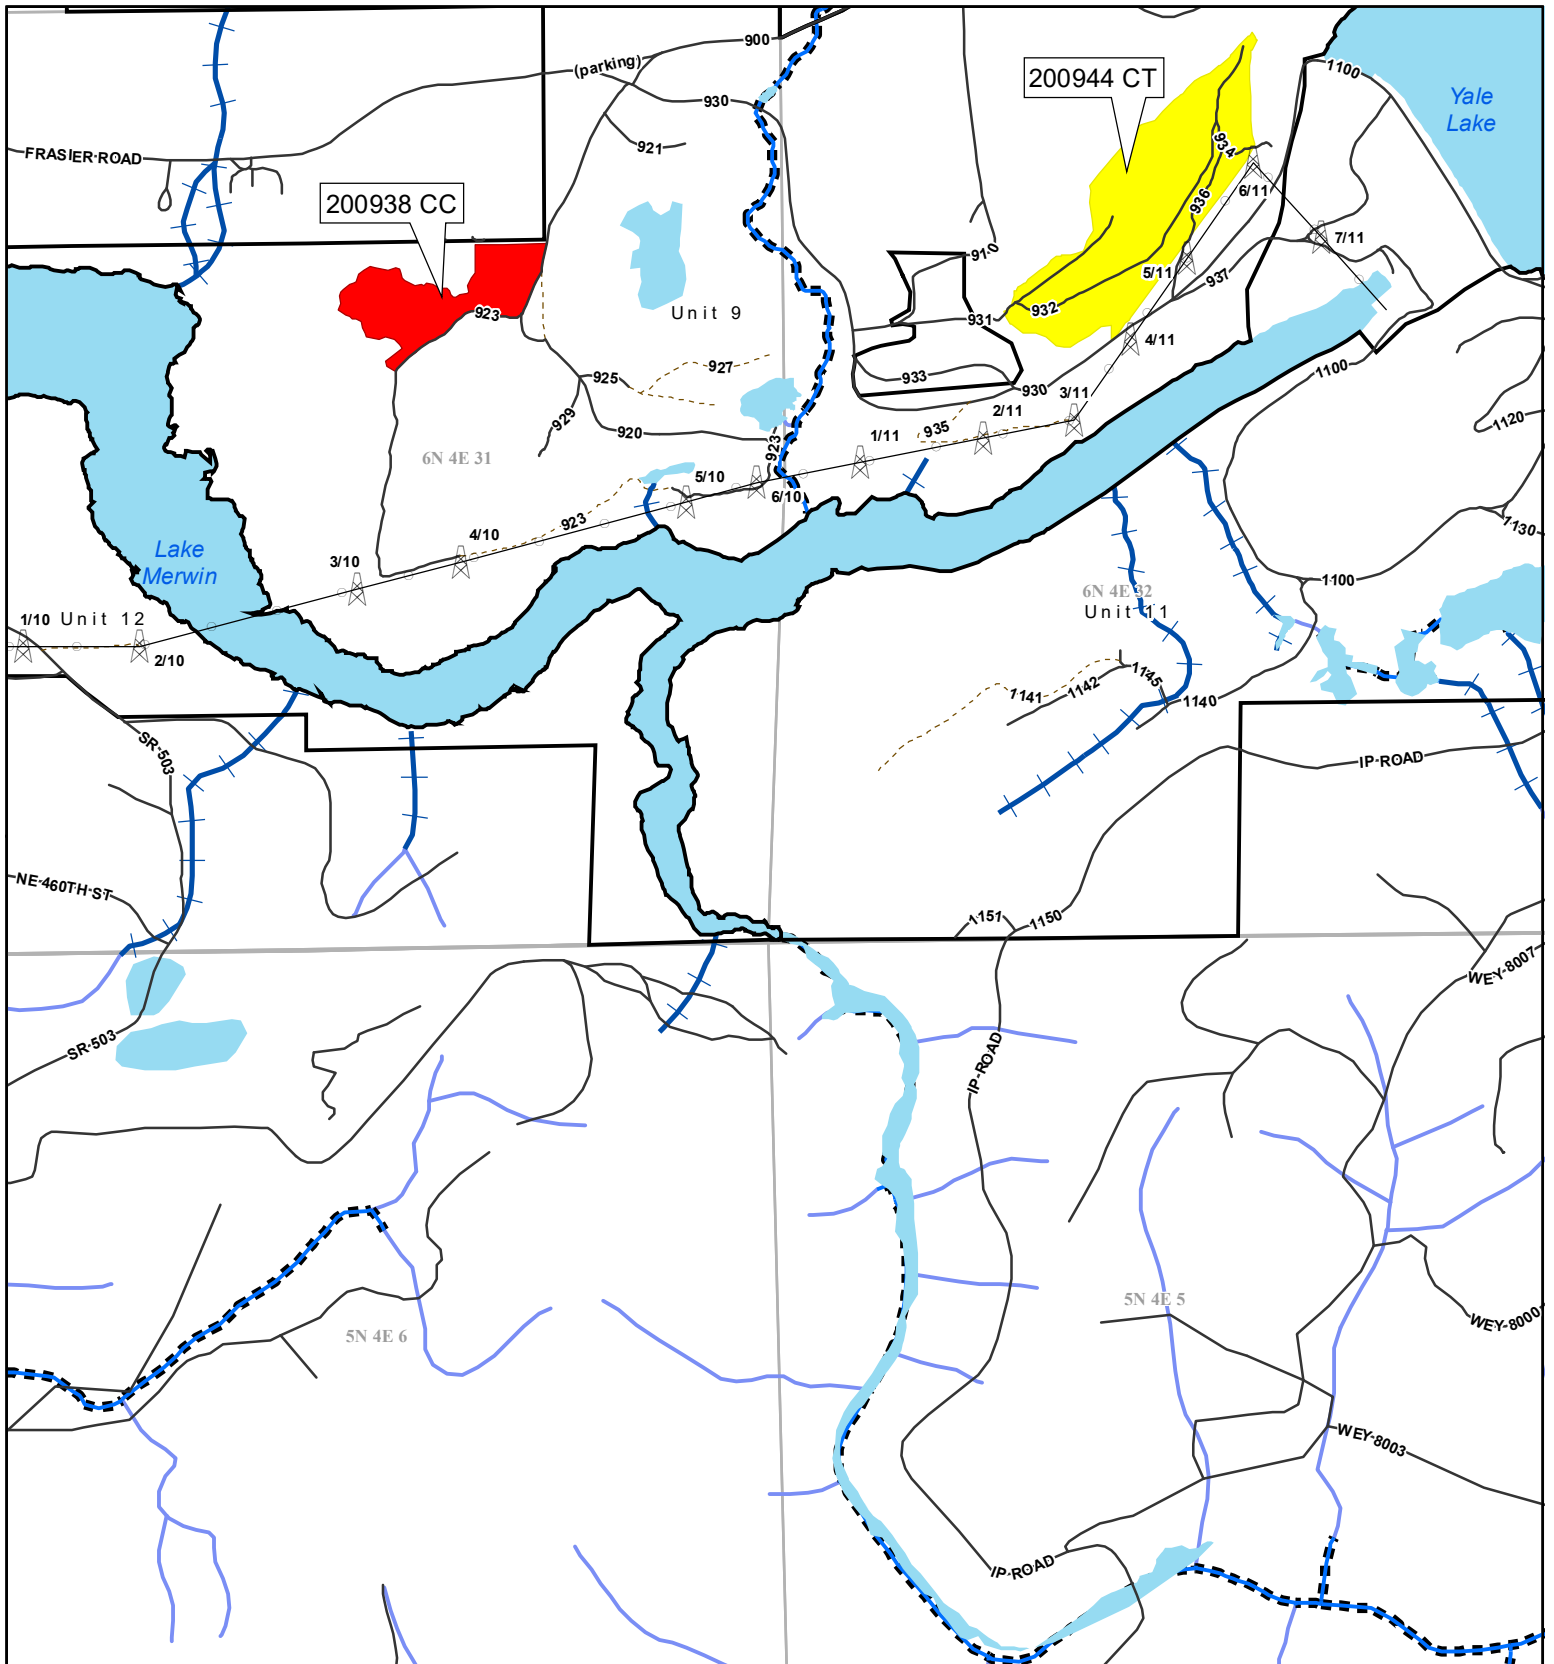 900
(parking)
1100
200944 CT
Yale
Lake
930
934
921
FRASIER ROAD
6/11
200938 CC
936
7/11
910
5/11
937
923
Unit 9
932
931
4/11
927
1100
925
933
930
3/11
2/11
1120
929
935
920
1/11
923
6N 4E 31
5/10
6/10
923
1130
4/10
Lake
Merwin
3/10
1100
6N 4E 32
Unit 11
1/10
Unit 12
2/10
1145
1142
1141
1140
SR-503
IP-ROAD
NE-460TH-ST
1151
1150
WEY-8007
SR-503
IP-ROAD
5N 4E 5
WEY-8000
5N 4E 6
WEY-8003
IP-ROAD